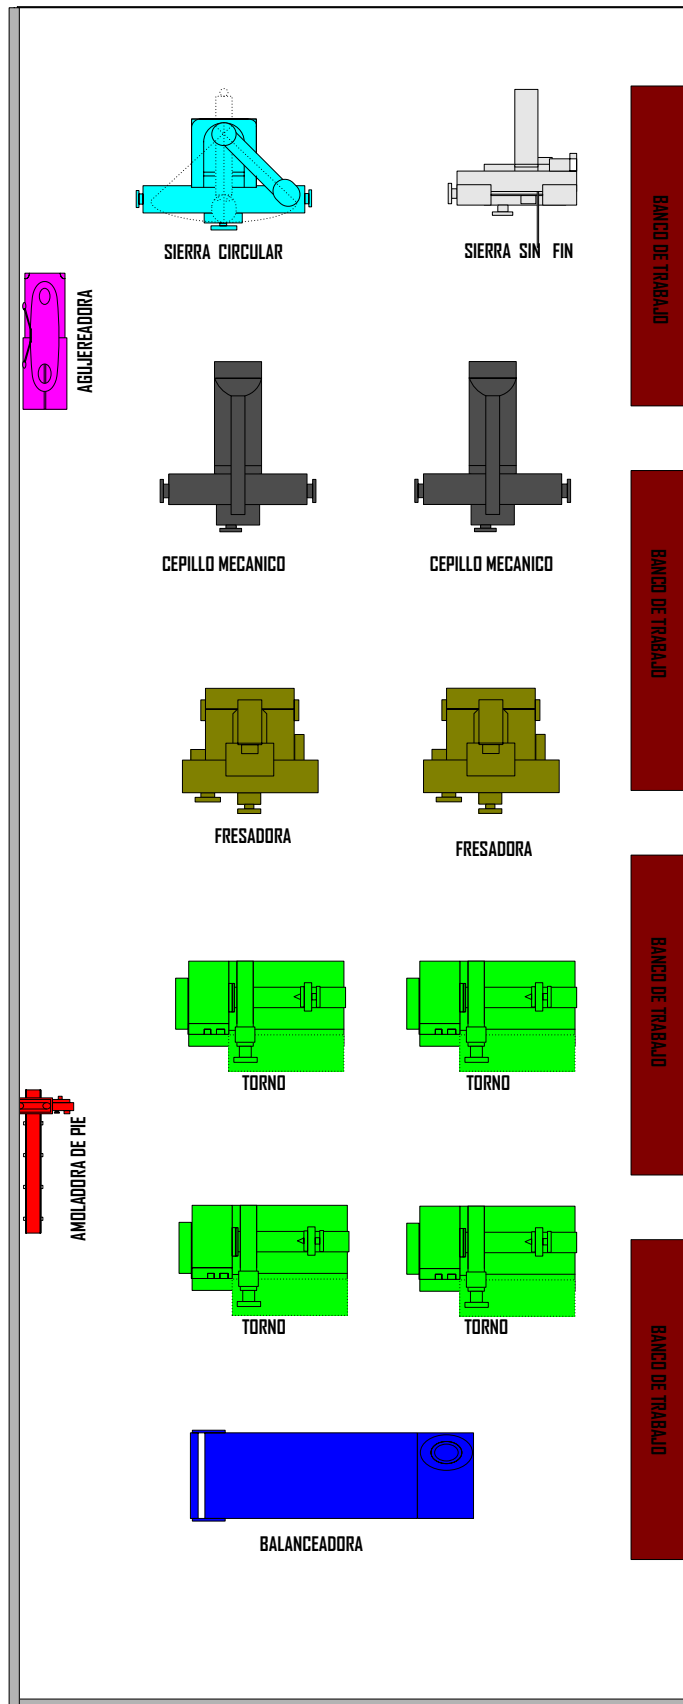 SIERRA CIRCULAR
SIERRA SIN FIN
BANCO DE TRABAJO
AGUJEREADORA
CEPILLO MECANICO
CEPILLO MECANICO
BANCO DE TRABAJO
FRESADORA
FRESADORA
BANCO DE TRABAJO
TORNO
TORNO
AMOLADORA DE PIE
TORNO
TORNO
BANCO DE TRABAJO
BALANCEADORA